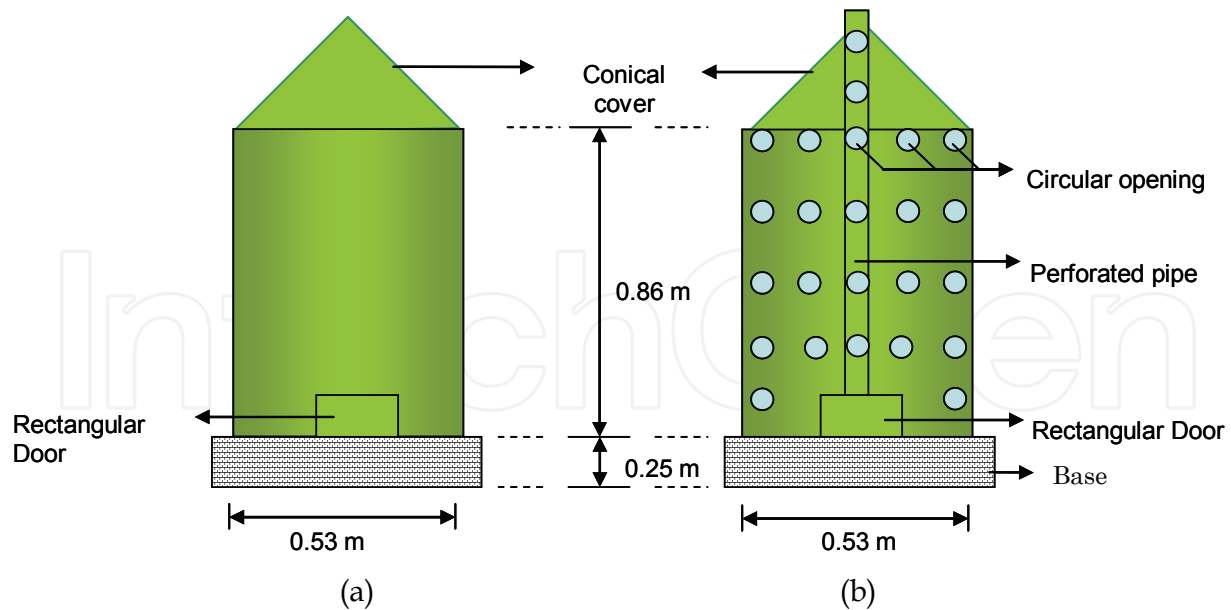 Conical
cover
Circular opening
Perforated pipe
0.86 m
Rectangular
Door
Rectangular Door
0.25 m
Base
0.53 m
0.53 m
(a)
(b)
IntechOpen